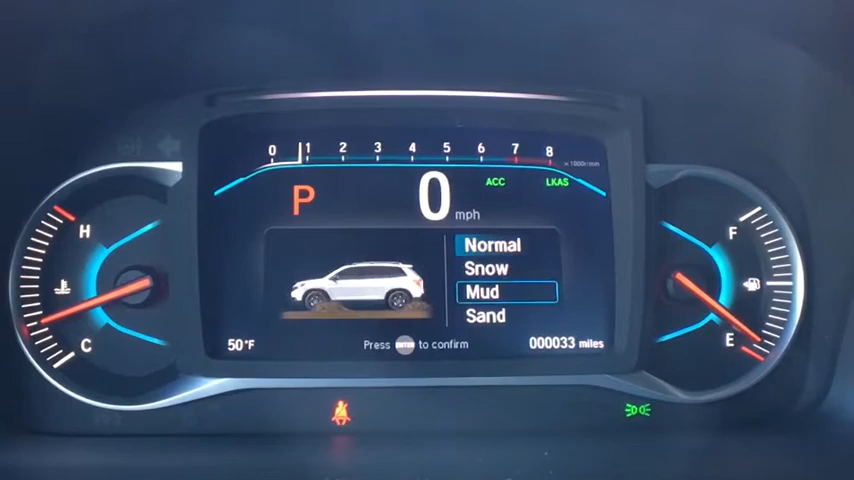 0 1 2 3 4 5 6 7 8
×1000r/min
P 0 mph
ACC LKAS
H
C
F
E
Normal
Snow
Mud
Sand
50°F
Press ENTER to confirm
000033 miles